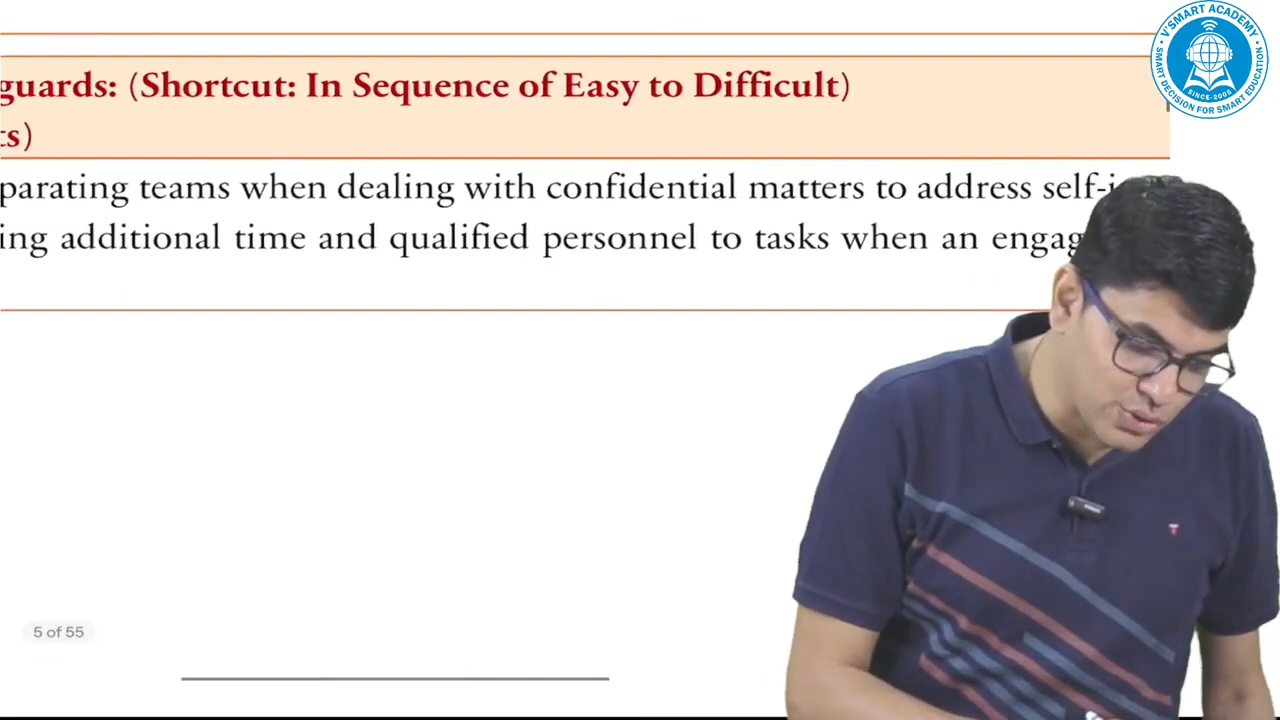 guards: (Shortcut: In Sequence of Easy to Difficult)
ts)
parating teams when dealing with confidential matters to address self-i
ing additional time and qualified personnel to tasks when an engag
5 of 55
V'SMART ACADEMY
SINCE-2005
SMART DECISION FOR SMART EDUCATION